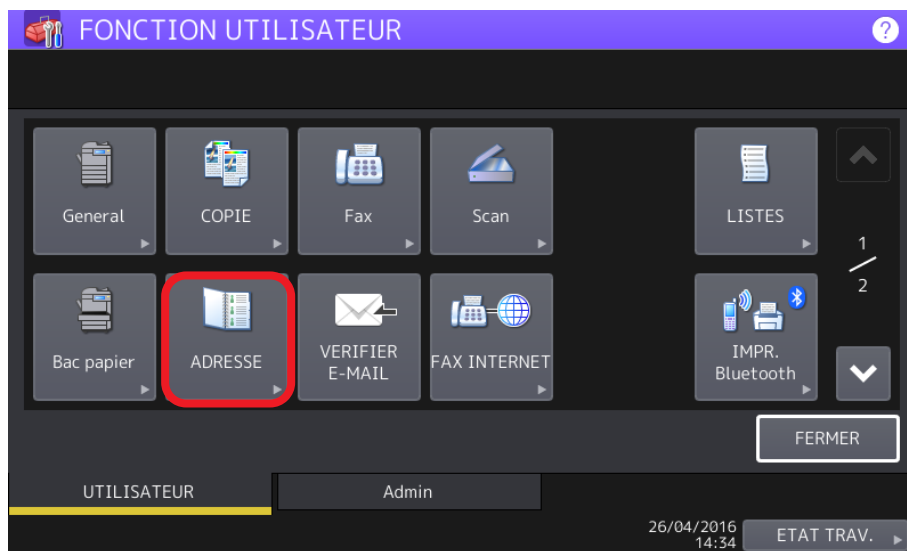 FONCTION UTILISATEUR
?
General
COPIE
Fax
Scan
LISTES
1
/
2
Bac papier
ADRESSE
VERIFIER
E-MAIL
FAX INTERNET
IMPR.
Bluetooth
FERMER
UTILISATEUR
Admin
26/04/2016
14:34
ETAT TRAV.